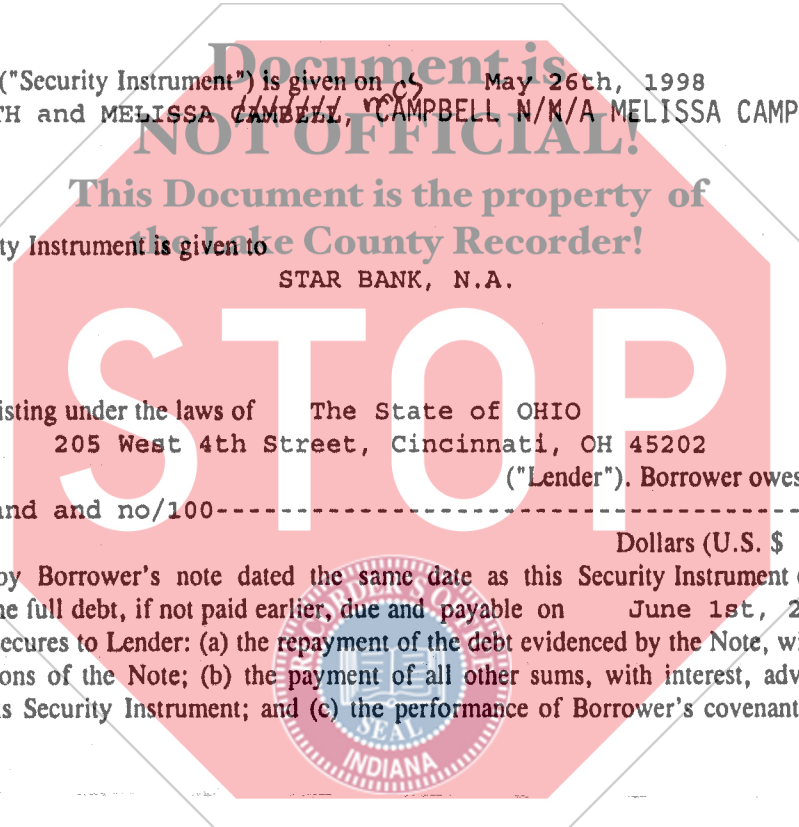 Document is
("Security Instrument") is given on CS May 26th, 1998
TH and MELISSA CAMBELL, CAMPBELL N/K/A MELISSA CAMP
NOT OFFICIAL!
This Document is the property of
the Lake County Recorder!
ty Instrument is given to
STAR BANK, N.A.
STOP
isting under the laws of The State of OHIO
205 West 4th Street, Cincinnati, OH 45202
("Lender"). Borrower owes
and and no/100
Dollars (U.S. $
by Borrower's note dated the same date as this Security Instrument (
he full debt, if not paid earlier, due and payable on June 1st, 2
ecures to Lender: (a) the repayment of the debt evidenced by the Note, wi
ons of the Note; (b) the payment of all other sums, with interest, adv
is Security Instrument; and (c) the performance of Borrower's covenant
SEAL
INDIANA